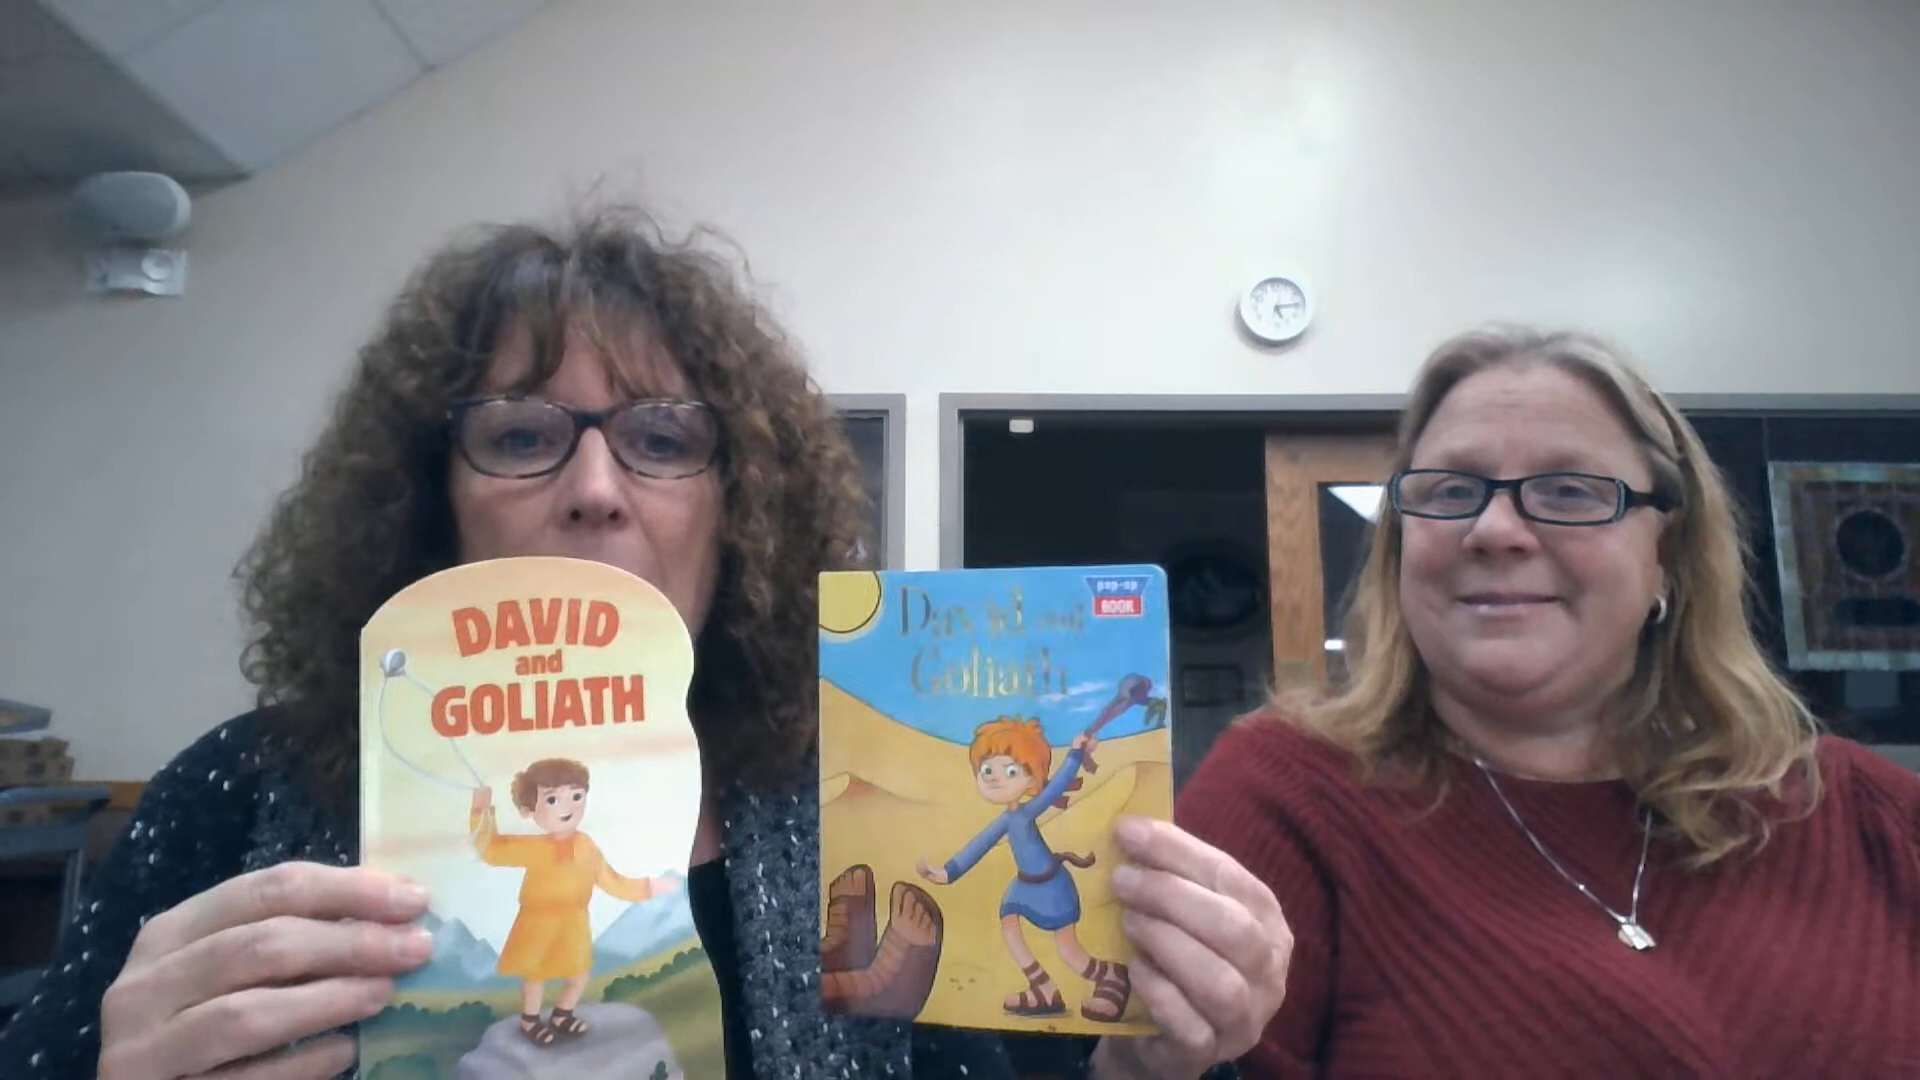 DAVID
and
GOLIATH
David and
Goliath
pop-up
BOOK